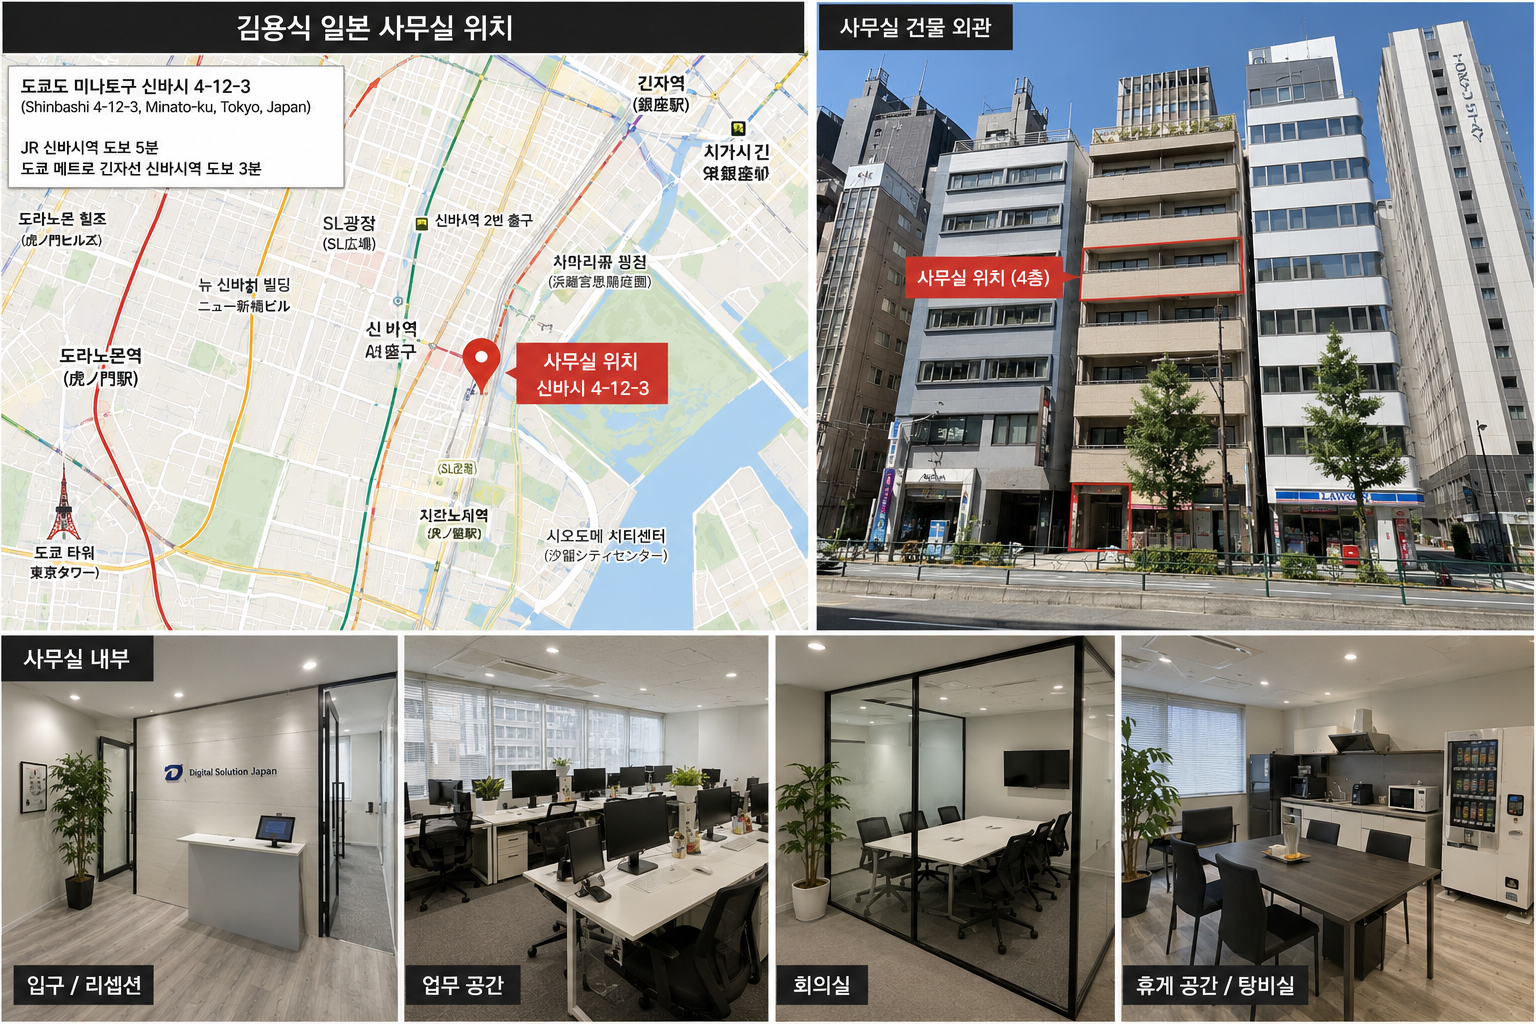 김용식 일본 사무실 위치
도쿄도 미나토구 신바시 4-12-3
(Shinbashi 4-12-3, Minato-ku, Tokyo, Japan)
JR 신바시역 도보 5분
도쿄 메트로 긴자선 신바시역 도보 3분
긴자역
(銀座駅)
도라노몬 힐즈
(虎ノ門ヒルズ)
SL광장
(SL広場)
신바시역 2번 출구
뉴 신바 빌딩
ニュー新橋ビル
신바역
도라노몬역
(虎ノ門駅)
사무실 위치
신바시 4-12-3
도쿄 타워
東京タワー)
시오도메 치티센터
シティセンター)
사무실 건물 외관
사무실 위치 (4층)
LAWSON
사무실 내부
Digital Solution Japan
입구 / 리셉션
업무 공간
회의실
휴게 공간 / 탕비실